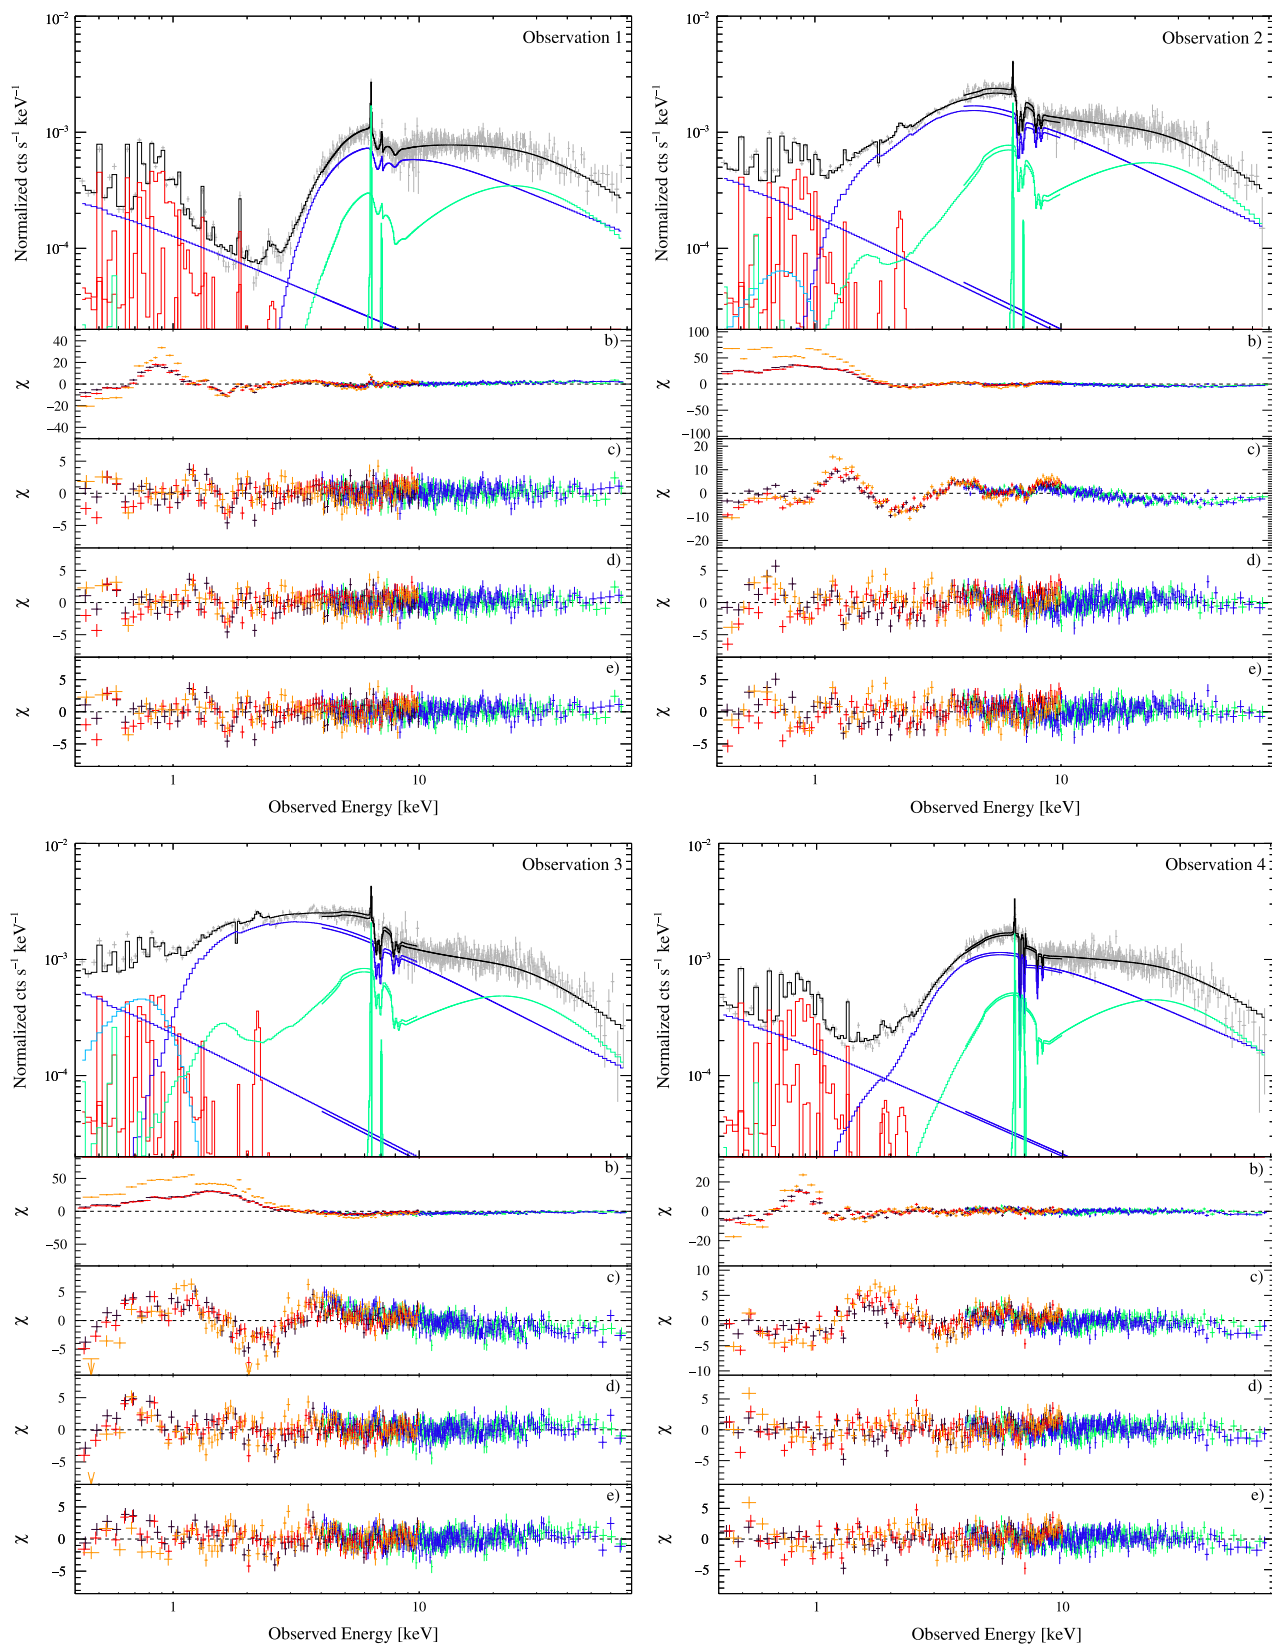 Observation 1
Normalized cts s⁻¹ keV⁻¹
10⁻²
10⁻³
10⁻⁴
b)
χ
40
20
0
−20
−40
c)
χ
5
0
−5
d)
χ
5
0
−5
e)
χ
5
0
−5
1
10
Observed Energy [keV]
Observation 2
Normalized cts s⁻¹ keV⁻¹
10⁻²
10⁻³
10⁻⁴
b)
χ
100
50
0
−50
−100
c)
χ
20
10
0
−10
−20
d)
χ
5
0
−5
e)
χ
5
0
−5
1
10
Observed Energy [keV]
Observation 3
Normalized cts s⁻¹ keV⁻¹
10⁻²
10⁻³
10⁻⁴
b)
χ
50
0
−50
c)
χ
5
0
−5
d)
χ
5
0
−5
e)
χ
5
0
−5
1
10
Observed Energy [keV]
Observation 4
Normalized cts s⁻¹ keV⁻¹
10⁻²
10⁻³
10⁻⁴
b)
χ
20
0
−20
c)
χ
10
5
0
−5
−10
d)
χ
5
0
−5
e)
χ
5
0
−5
1
10
Observed Energy [keV]